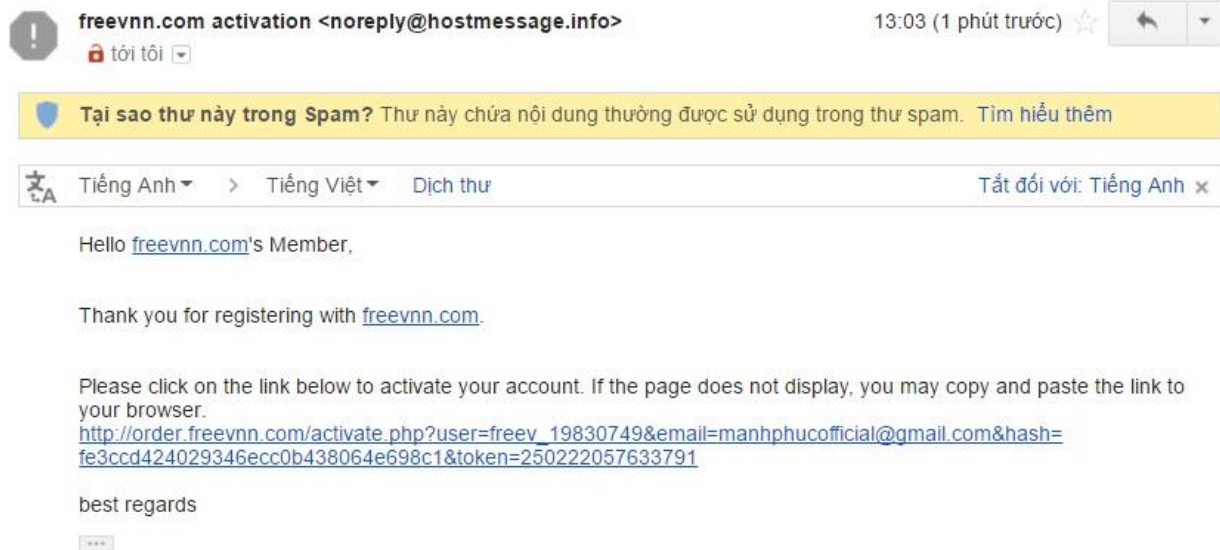 freevnn.com activation <noreply@hostmessage.info>
13:03 (1 phút trước)
tới tôi
Tại sao thư này trong Spam? Thư này chứa nội dung thường được sử dụng trong thư spam. Tìm hiểu thêm
Tiếng Anh > Tiếng Việt Dịch thư
Tắt đối với: Tiếng Anh x
Hello freevnn.com's Member,
Thank you for registering with freevnn.com.
Please click on the link below to activate your account. If the page does not display, you may copy and paste the link to
your browser.
http://order.freevnn.com/activate.php?user=freev_19830749&email=manhphucofficial@gmail.com&hash=
fe3ccd424029346ecc0b438064e698c1&token=250222057633791
best regards